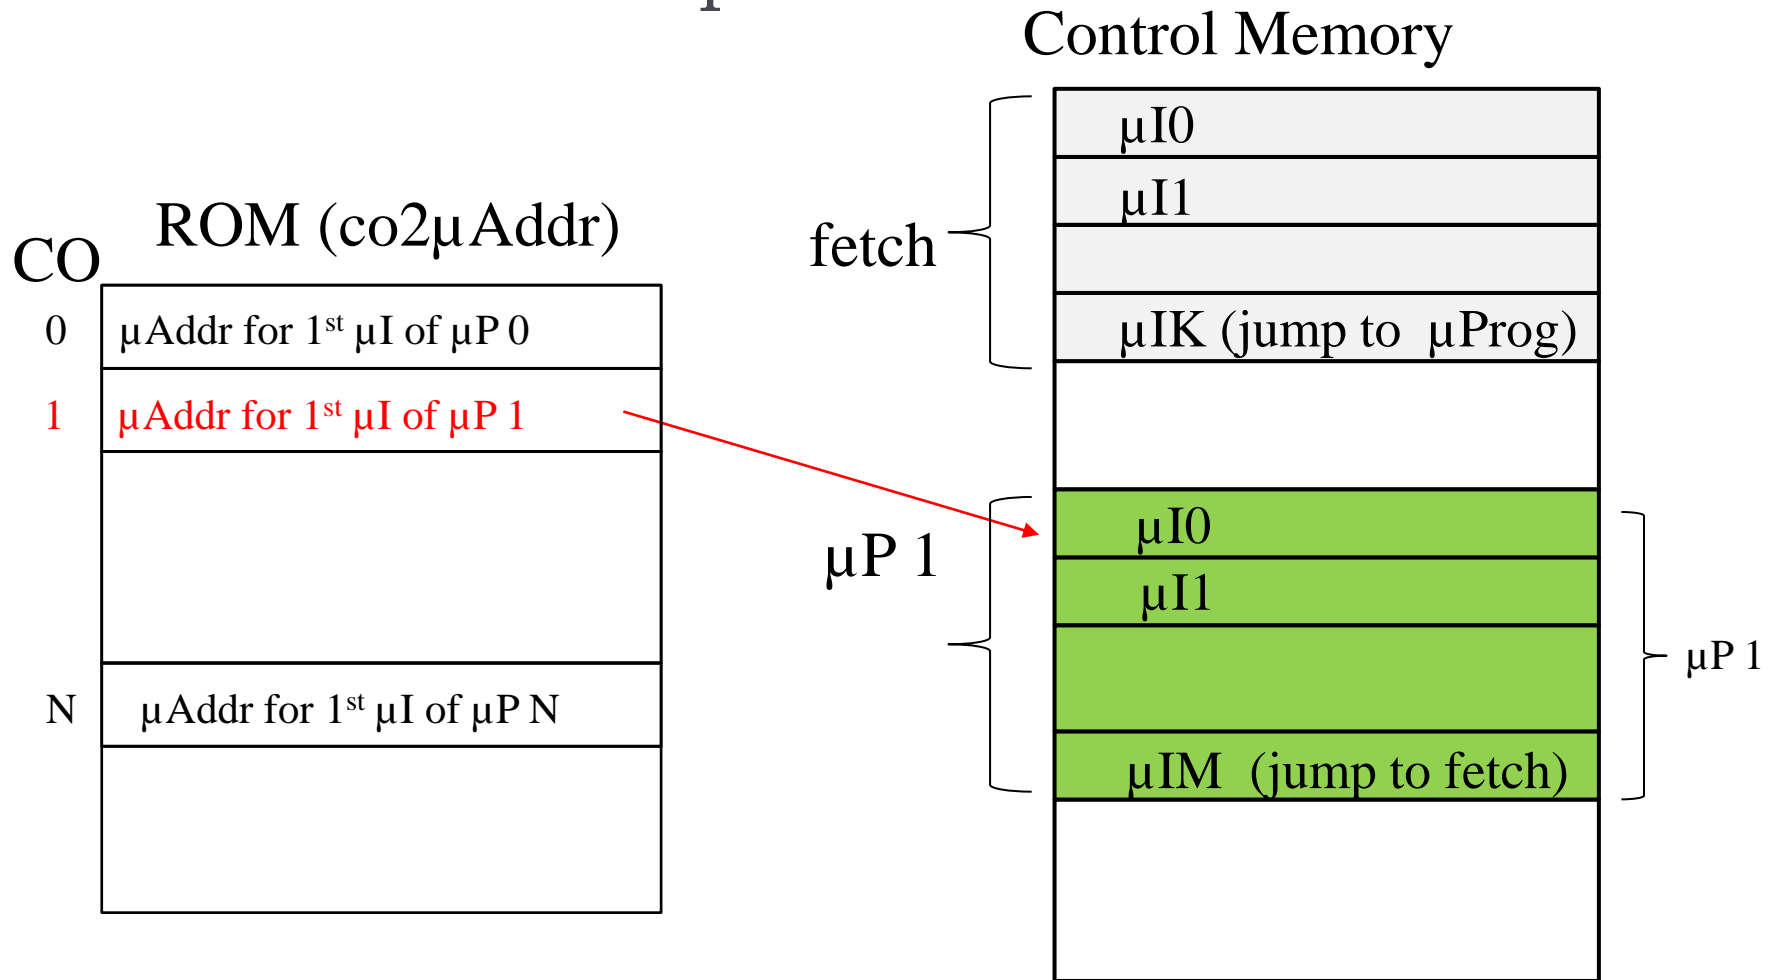 Control Memory
ROM (co2µAddr)
CO
0 µAddr for 1st µI of µP 0
1 µAddr for 1st µI of µP 1
N µAddr for 1st µI of µP N
fetch
µI0
µI1
µIK (jump to µProg)
µP 1
µI0
µI1
µIM (jump to fetch)
µP 1